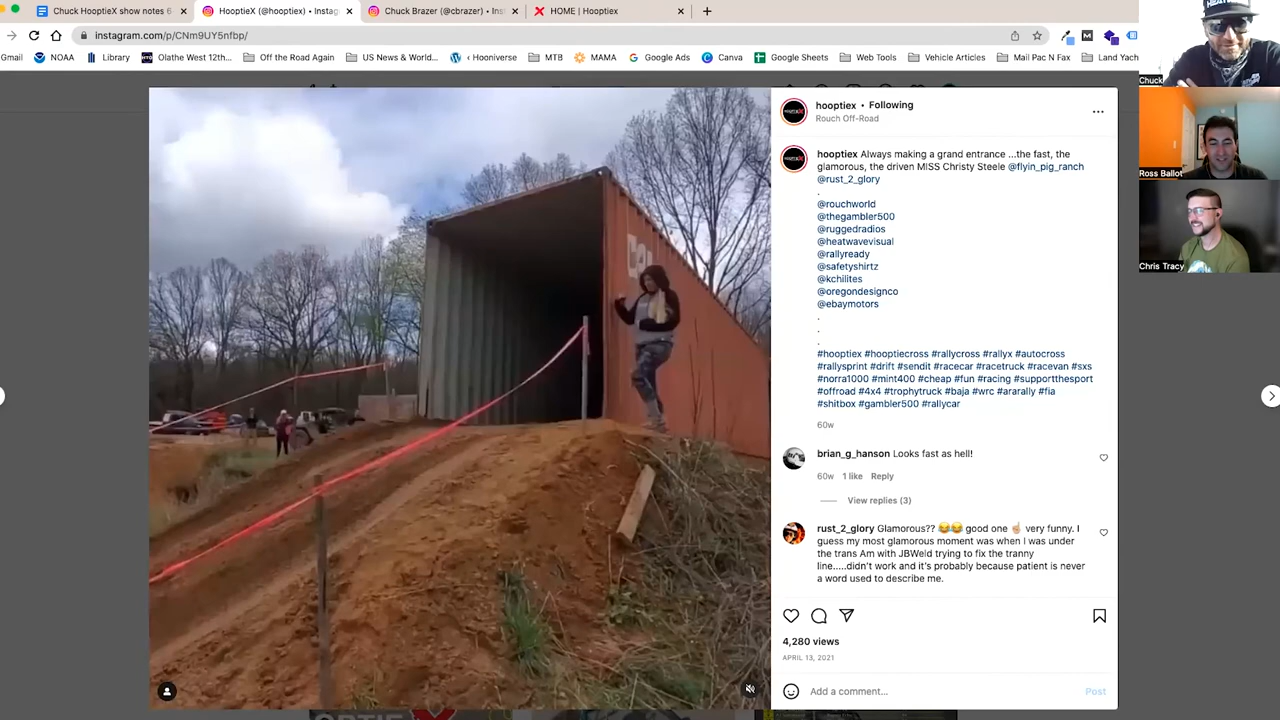 HooptieX show notes 6
HooptieX (@hooptiex) • Instag
Chuck Brazer (@cbrazer) • Inst
HOME | Hooptiex
instagram.com/p/CNm9UY5nfbp/
Gmail
NOAA
Library
Olathe West 12th...
Off the Road Again
US News & World...
‹ Hooniverse
MTB
MAMA
Google Ads
Canva
Google Sheets
Web Tools
Vehicle Articles
Mail Pac N Fax
Land Yach
Chuck
Ross Ballot
Chris Tracy
hooptiex • Following
Rouch Off-Road
hooptiex Always making a grand entrance ...the fast, the
glamorous, the driven MISS Christy Steele @flyin_pig_ranch
@rust_2_glory
.
@rouchworld
@thegambler500
@ruggedradios
@heatwavevisual
@rallyready
@safetyshirtz
@kchilites
@oregondesignco
@ebaymotors
.
.
.
#hooptiex #hooptiecross #rallycross #rallyx #autocross
#rallysprint #drift #sendit #racecar #racetruck #racevan #sxs
#norra1000 #mint400 #cheap #fun #racing #supportthesport
#offroad #4x4 #trophytruck #baja #wrc #ararally #fia
#shitbox #gambler500 #rallycar
60w
brian_g_hanson Looks fast as hell!
60w 1 like Reply
View replies (3)
rust_2_glory Glamorous?? 😂😂 good one ☝🏼 very funny. I
guess my most glamorous moment was when I was under
the trans Am with JBWeld trying to fix the tranny
line.....didn't work and it's probably because patient is never
a word used to describe me.
4,280 views
APRIL 13, 2021
Add a comment...
Post